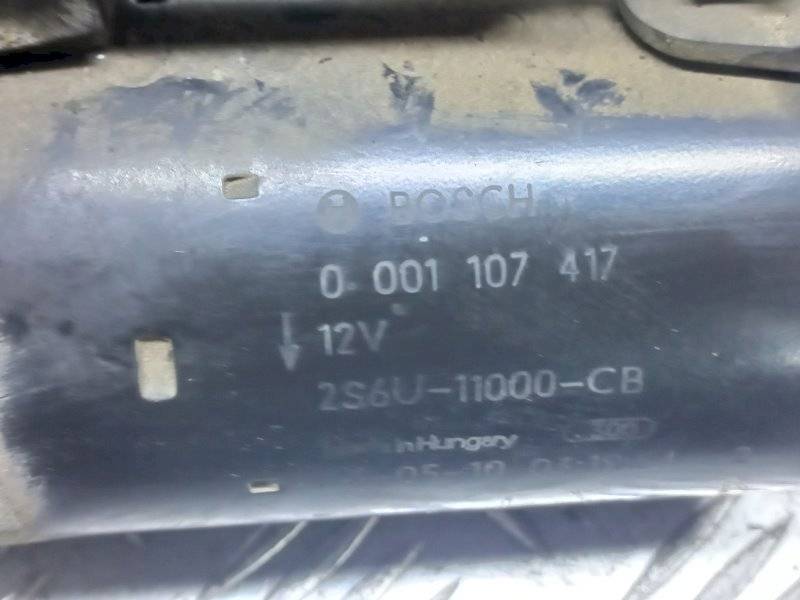 BOSCH
0 001 107 417
12V
2S6U-11000-CB
in Hungary